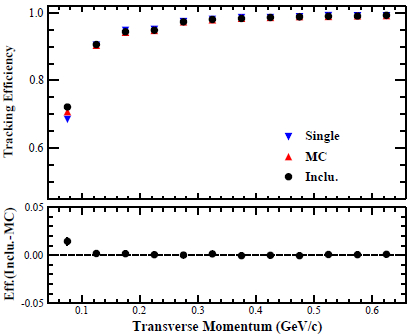 1.0
0.8
0.6
Tracking Efficiency
Single
MC
Inclu.
0.05
0.00
-0.05
Eff.(Inclu.-MC)
0.1 0.2 0.3 0.4 0.5 0.6
Transverse Momentum (GeV/c)